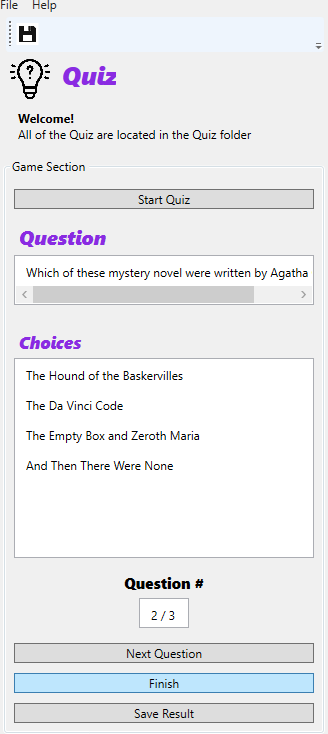 File Help
Quiz
Welcome!
All of the Quiz are located in the Quiz folder
Game Section
Start Quiz
Question
Which of these mystery novel were written by Agatha
Choices
The Hound of the Baskervilles
The Da Vinci Code
The Empty Box and Zeroth Maria
And Then There Were None
Question #
2 / 3
Next Question
Finish
Save Result